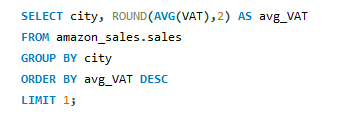 SELECT city, ROUND(AVG(VAT),2) AS avg_VAT
FROM amazon_sales.sales
GROUP BY city
ORDER BY avg_VAT DESC
LIMIT 1;